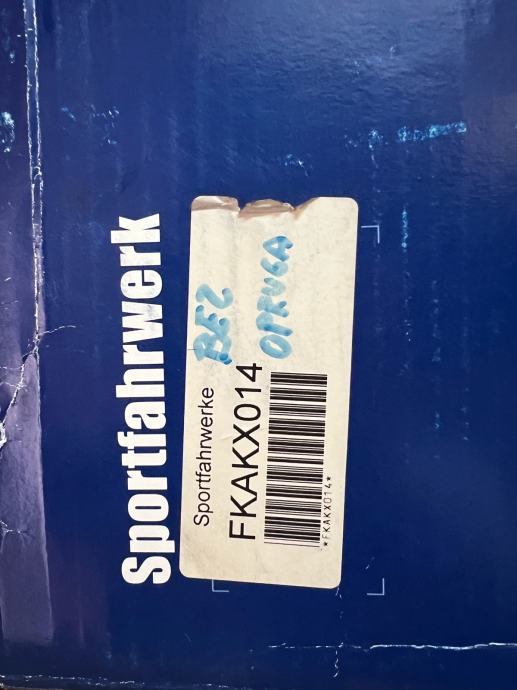 Sportfahrwerk
Sportfahrwerke
BEZ
FKAKX014
OPRUGA
*FKAKX014*